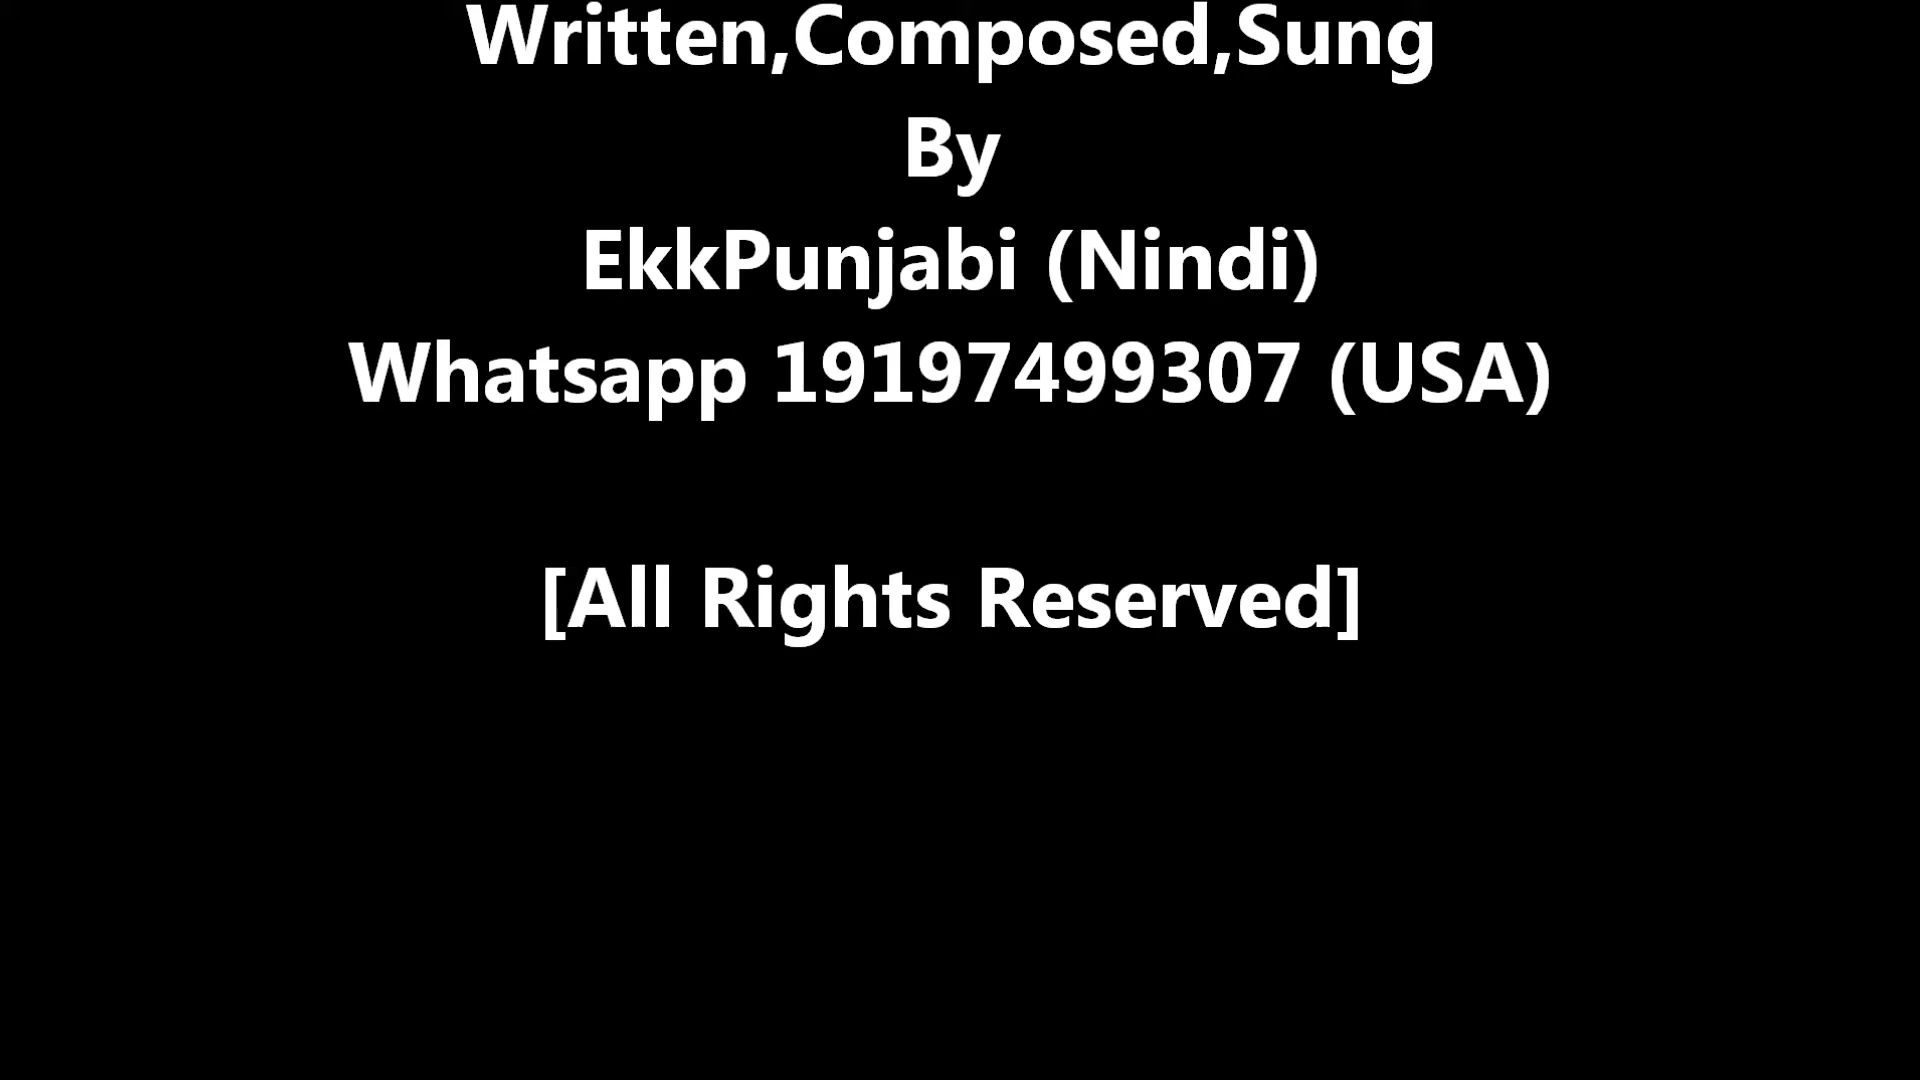 Written,Composed,Sung
By
EkkPunjabi (Nindi)
Whatsapp 19197499307 (USA)
[All Rights Reserved]